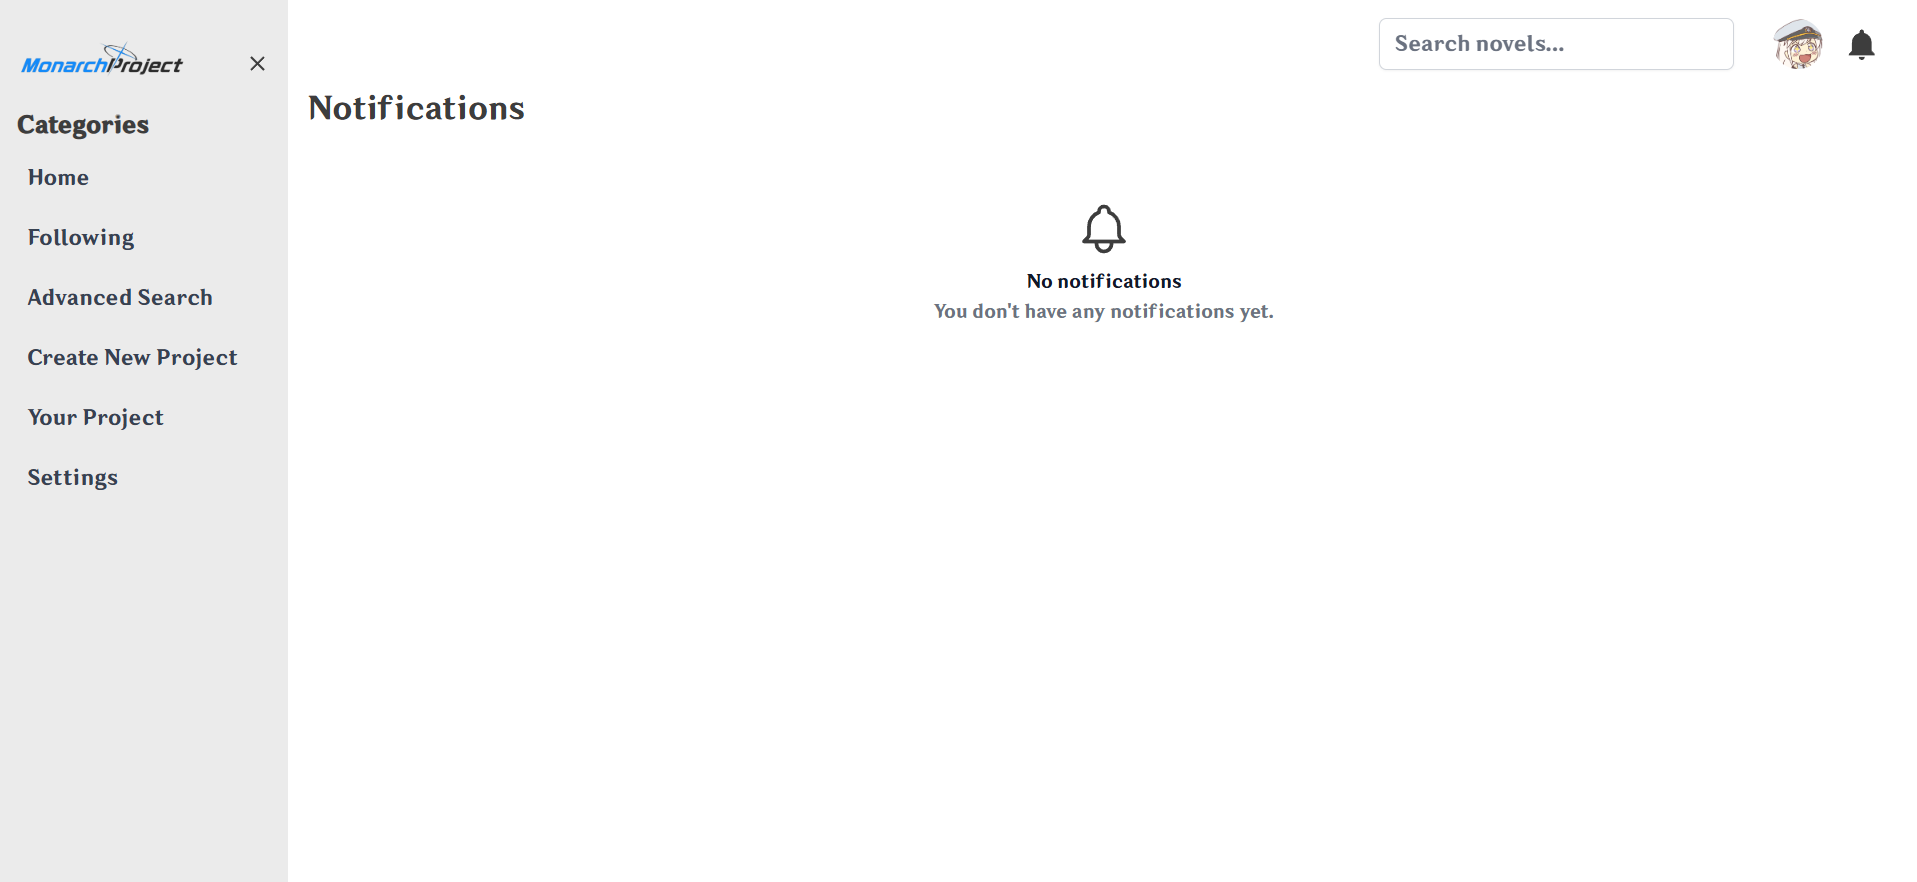 MonarchProject
Categories
Home
Following
Advanced Search
Create New Project
Your Project
Settings
Search novels...
Notifications
No notifications
You don't have any notifications yet.